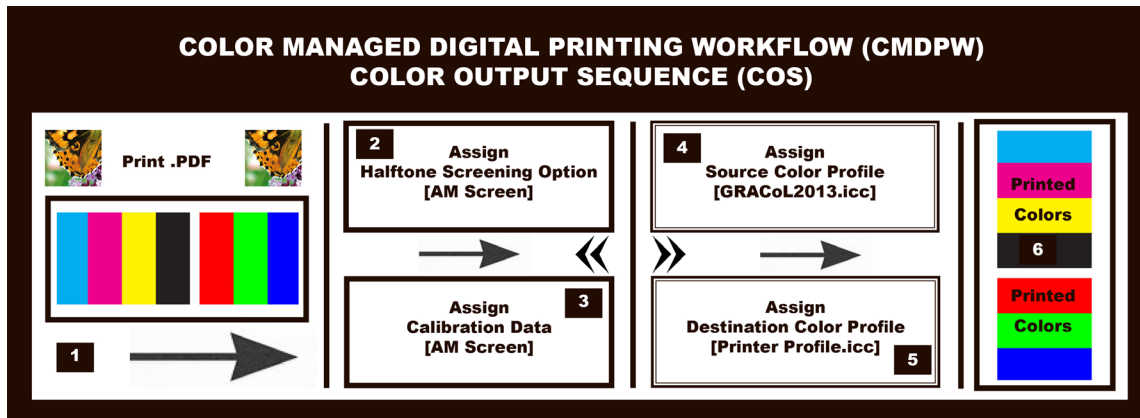 COLOR MANAGED DIGITAL PRINTING WORKFLOW (CMDPW)
COLOR OUTPUT SEQUENCE (COS)
Print .PDF
1
2
Assign
Halftone Screening Option
[AM Screen]
3
Assign
Calibration Data
[AM Screen]
4
Assign
Source Color Profile
[GRACoL2013.icc]
Assign
Destination Color Profile
[Printer Profile.icc]
5
Printed
Colors
6
Printed
Colors